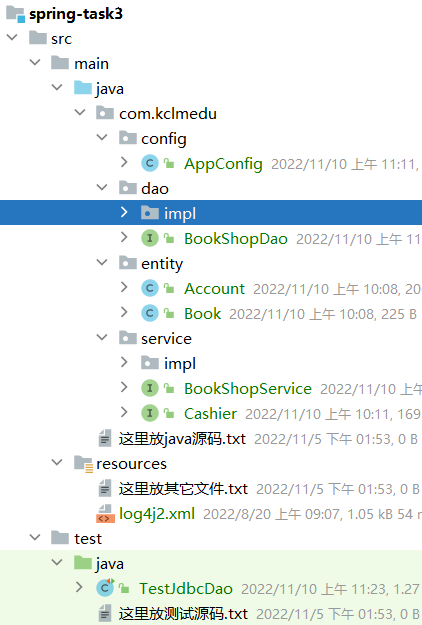 spring-task3
src
main
java
com.kclmedu
config
AppConfig 2022/11/10 上午 11:11,
dao
impl
BookShopDao 2022/11/10 上午 11
entity
Account 2022/11/10 上午 10:08, 20
Book 2022/11/10 上午 10:08, 225 B
service
impl
BookShopService 2022/11/10 上午
Cashier 2022/11/10 上午 10:11, 169
这里放java源码.txt 2022/11/5 下午 01:53, 0 B
resources
这里放其它文件.txt 2022/11/5 下午 01:53, 0 B
log4j2.xml 2022/8/20 上午 09:07, 1.05 kB 54 
test
java
TestJdbcDao 2022/11/10 上午 11:23, 1.27
这里放测试源码.txt 2022/11/5 下午 01:53, 0 B